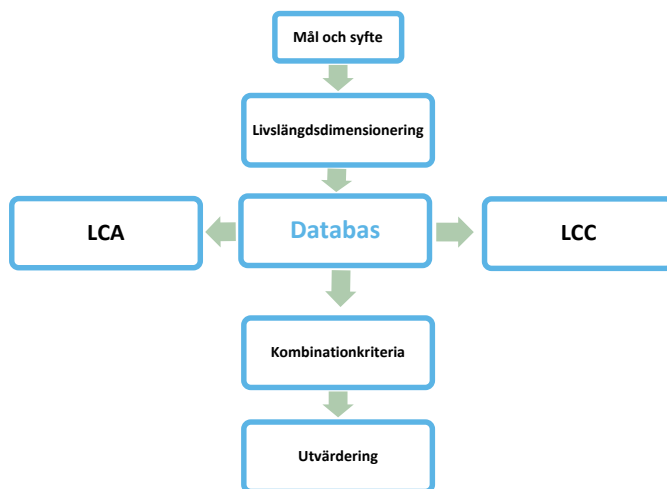 Mål och syfte
Livslängdsdimensionering
LCA
Databas
LCC
Kombinationkriteria
Utvärdering